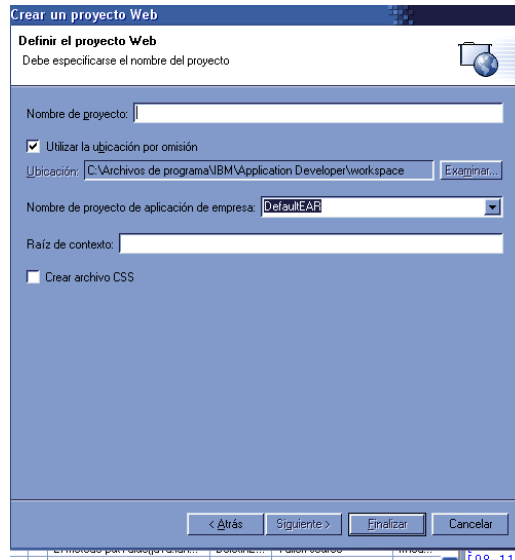 Crear un proyecto Web
Definir el proyecto Web
Debe especificarse el nombre del proyecto
Nombre de proyecto:
Utilizar la ubicación por omisión
Ubicación: C:\Archivos de programa\IBM\Application Developer\workspace Examinar...
Nombre de proyecto de aplicación de empresa: DefaultEAR
Raíz de contexto:
Crear archivo CSS
< Atrás Siguiente > Finalizar Cancelar